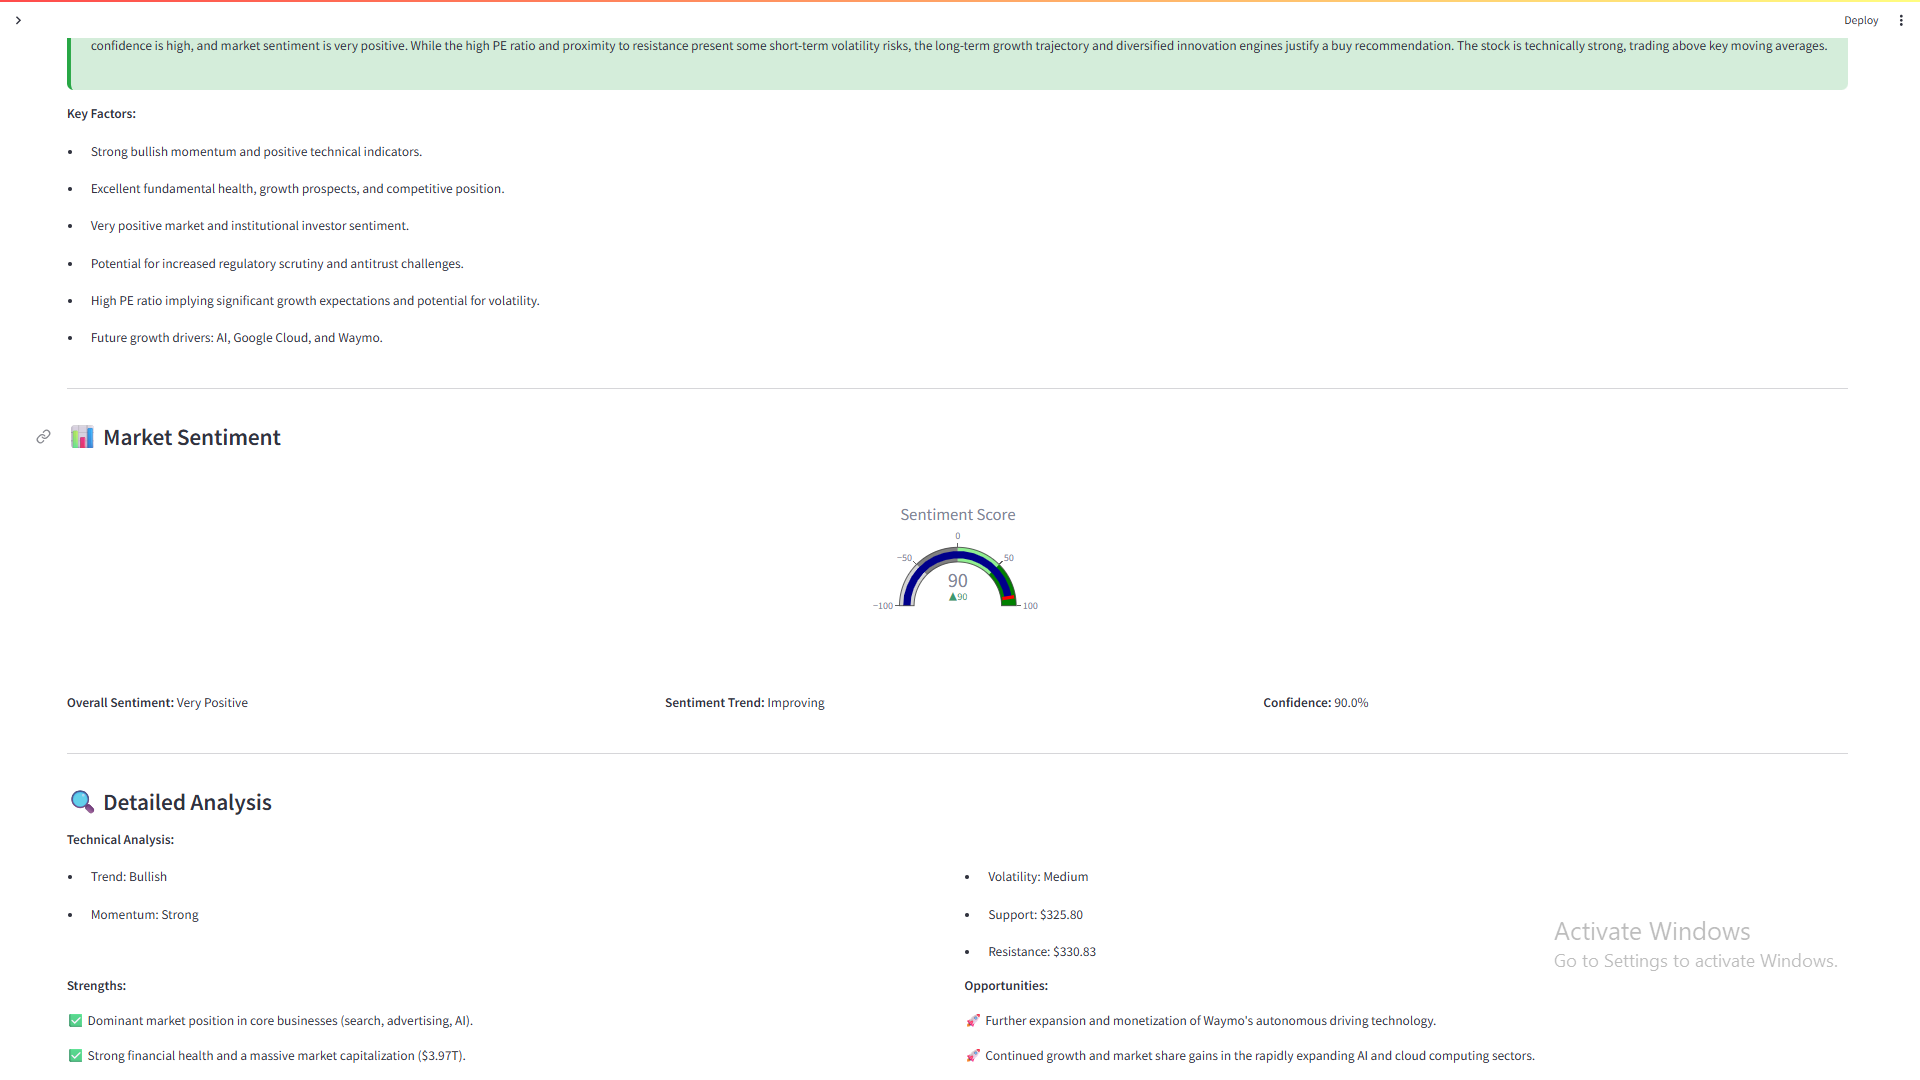 Deploy
confidence is high, and market sentiment is very positive. While the high PE ratio and proximity to resistance present some short-term volatility risks, the long-term growth trajectory and diversified innovation engines justify a buy recommendation. The stock is technically strong, trading above key moving averages.
Key Factors:
• Strong bullish momentum and positive technical indicators.
• Excellent fundamental health, growth prospects, and competitive position.
• Very positive market and institutional investor sentiment.
• Potential for increased regulatory scrutiny and antitrust challenges.
• High PE ratio implying significant growth expectations and potential for volatility.
• Future growth drivers: AI, Google Cloud, and Waymo.
Market Sentiment
Sentiment Score
0
−50
50
90
▲90
−100
100
Overall Sentiment: Very Positive
Sentiment Trend: Improving
Confidence: 90.0%
Detailed Analysis
Technical Analysis:
• Trend: Bullish
• Momentum: Strong
• Volatility: Medium
• Support: $325.80
• Resistance: $330.83
Strengths:
✅ Dominant market position in core businesses (search, advertising, AI).
✅ Strong financial health and a massive market capitalization ($3.97T).
Opportunities:
🚀 Further expansion and monetization of Waymo's autonomous driving technology.
🚀 Continued growth and market share gains in the rapidly expanding AI and cloud computing sectors.
Activate Windows
Go to Settings to activate Windows.